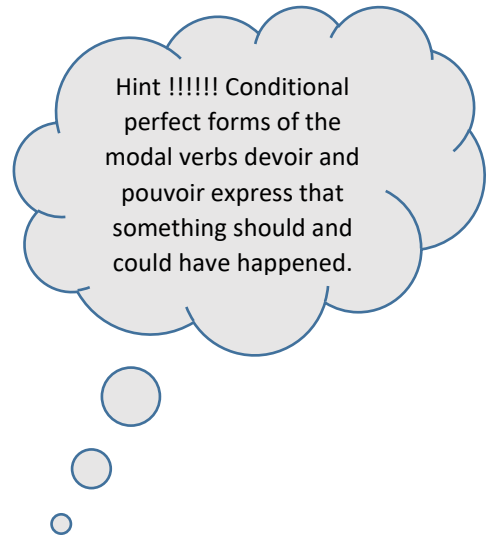 Hint !!!!!! Conditional
perfect forms of the
modal verbs devoir and
pouvoir express that
something should and
could have happened.